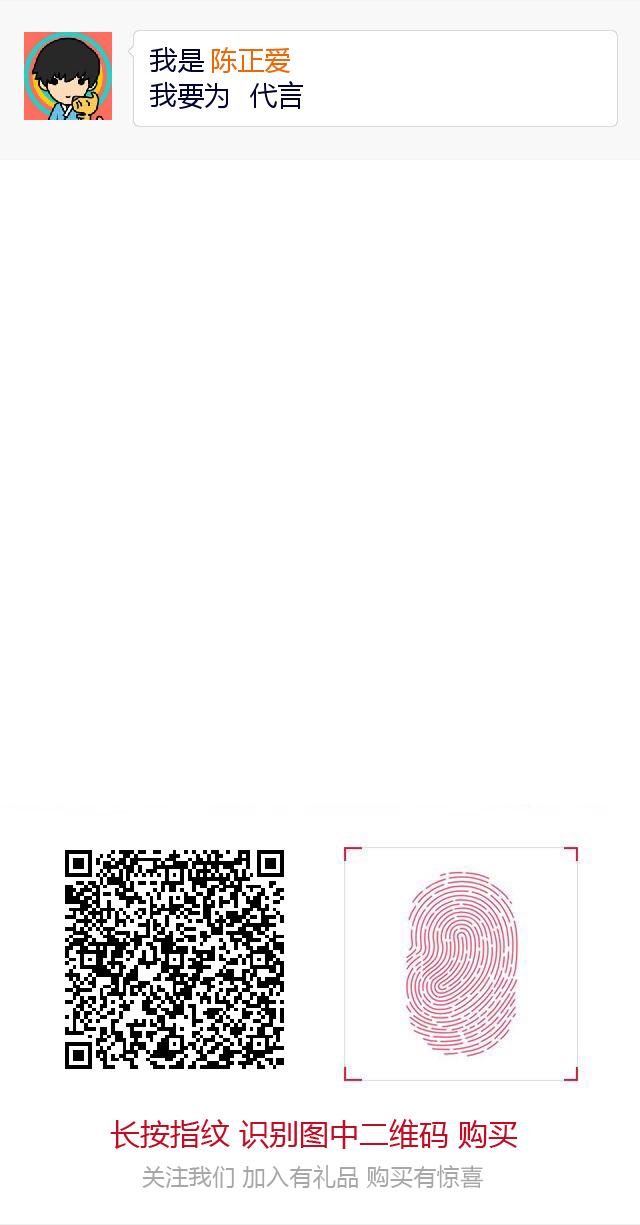 我是 陈正爱
我要为 代言
长按指纹 识别图中二维码 购买
关注我们 加入有礼品 购买有惊喜